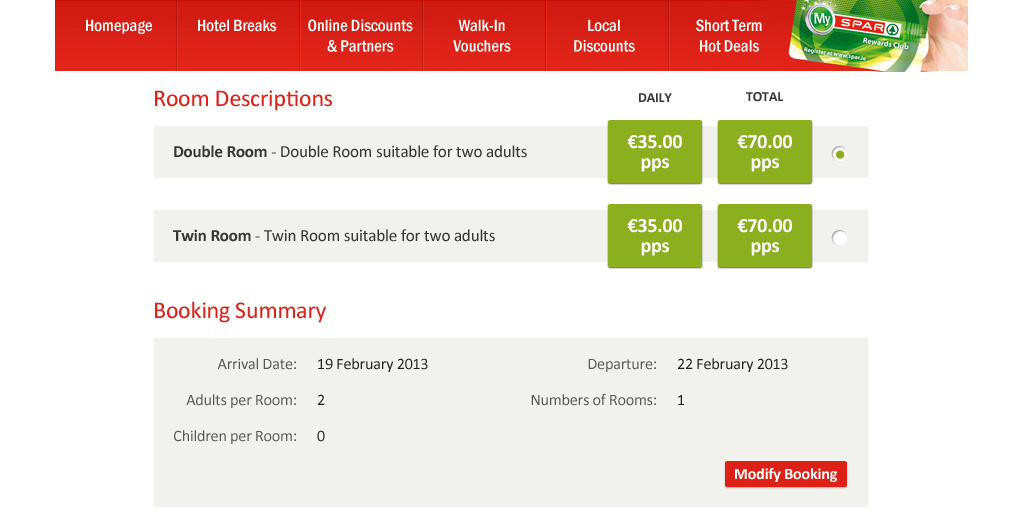 Homepage
Hotel Breaks
Online Discounts
& Partners
Walk-In
Vouchers
Local
Discounts
Short Term
Hot Deals
My SPAR
Rewards Club
Register at www.spar.ie
Room Descriptions
DAILY
TOTAL
Double Room - Double Room suitable for two adults
€35.00
pps
€70.00
pps
Twin Room - Twin Room suitable for two adults
€35.00
pps
€70.00
pps
Booking Summary
Arrival Date: 19 February 2013
Departure: 22 February 2013
Adults per Room: 2
Numbers of Rooms: 1
Children per Room: 0
Modify Booking